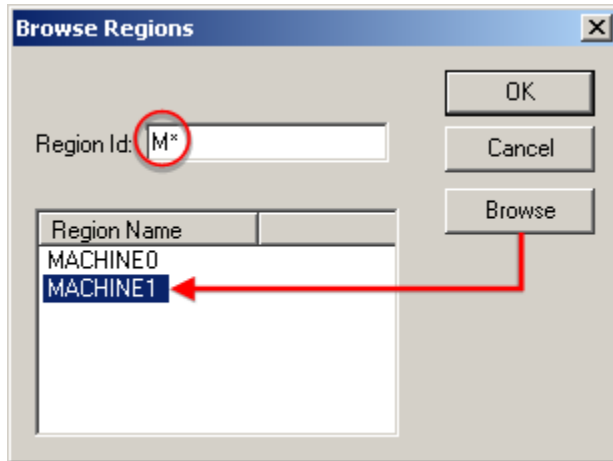 Browse Regions
OK
Region Id: M*
Cancel
Browse
Region Name
MACHINE0
MACHINE1